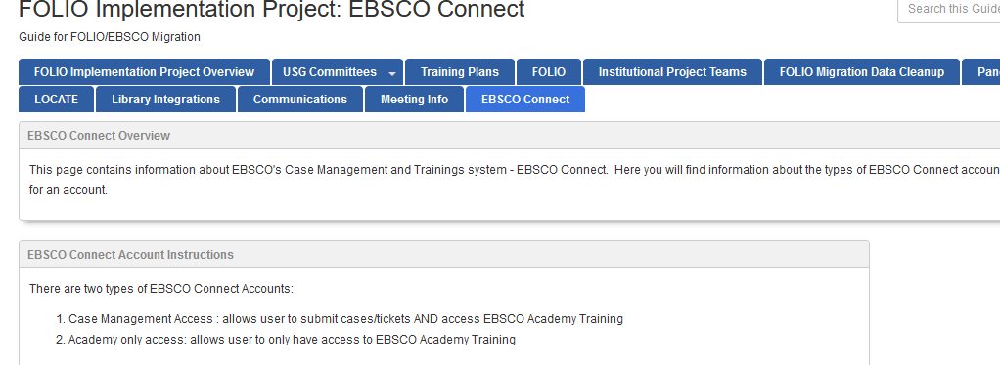 FOLIO Implementation Project: EBSCO Connect
Search this Guide
Guide for FOLIO/EBSCO Migration
FOLIO Implementation Project Overview USG Committees Training Plans FOLIO Institutional Project Teams FOLIO Migration Data Cleanup
LOCATE Library Integrations Communications Meeting Info EBSCO Connect
EBSCO Connect Overview
This page contains information about EBSCO's Case Management and Trainings system - EBSCO Connect. Here you will find information about the types of EBSCO Connect
for an account.
EBSCO Connect Account Instructions
There are two types of EBSCO Connect Accounts:
1. Case Management Access : allows user to submit cases/tickets AND access EBSCO Academy Training
2. Academy only access: allows user to only have access to EBSCO Academy Training